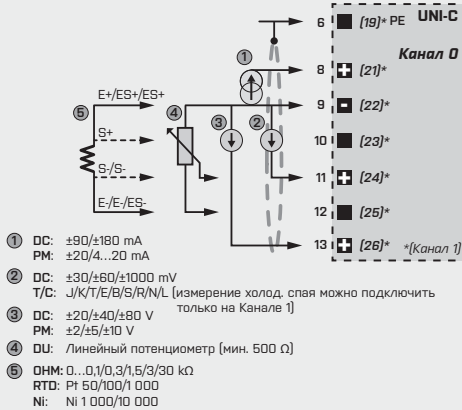 6 [19]* PE UNI-C
Канал 0
1
8 [21]*
E+/ES+/ES+
5
4
9 - [22]*
S+
3
2
10 [23]*
S-/S-
11 [24]*
E-/E-/ES-
12 [25]*
13 [26]* *[Канал 1]
1 DC: ±90/±180 mA
PM: ±20/4...20 mA
2 DC: ±30/±60/±1000 mV
T/C: J/K/T/E/B/S/R/N/L (измерение холод. спая можно подключить
только на Канале 1)
3 DC: ±20/±40/±80 V
PM: ±2/±5/±10 V
4 DU: Линейный потенциометр (мин. 500 Ω)
5 OHM: 0...0,1/0,3/1,5/3/30 kΩ
RTD: Pt 50/100/1 000
Ni: Ni 1 000/10 000